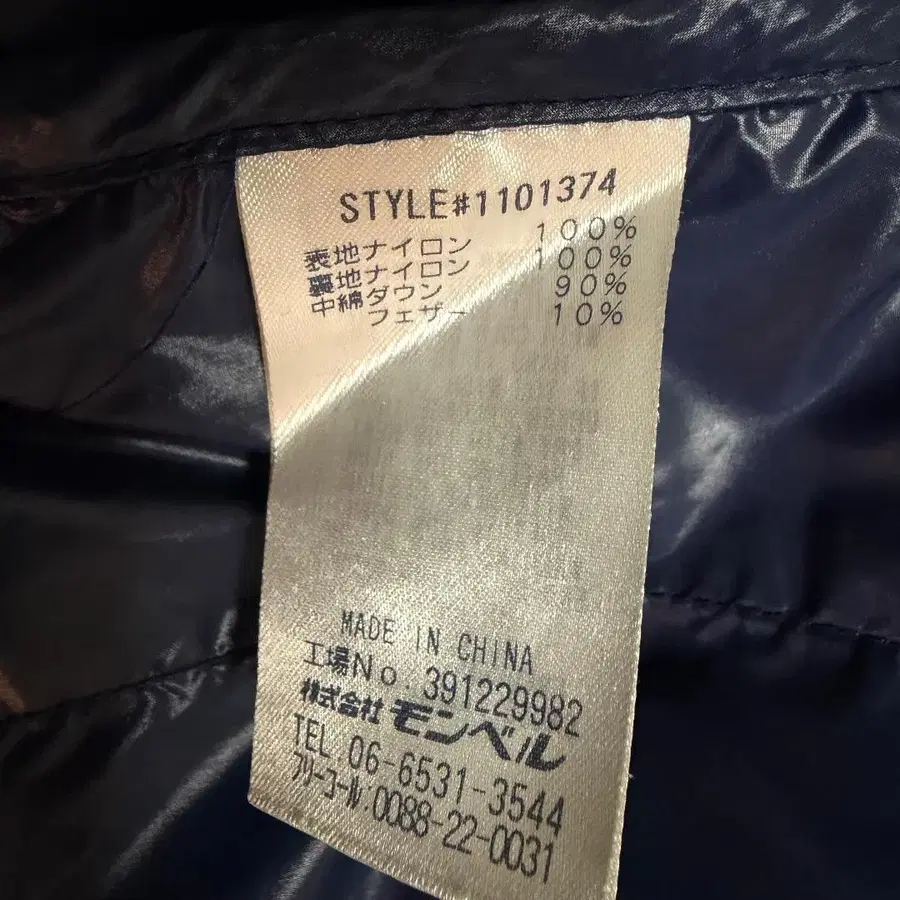 STYLE#1101374
表地ナイロン 100%
裏地ナイロン 100%
中綿ダウン 90%
フェザー 10%
MADE IN CHINA
工場No. 391229982
株式会社 モンベル
TEL 06-6531-3544
フリーコール:0088-22-0031